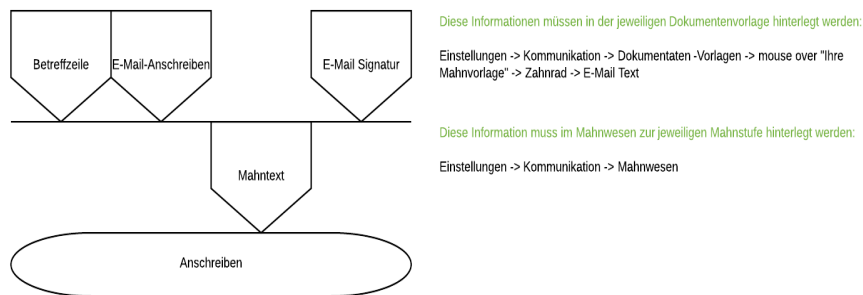 Betreffzeile
E-Mail-Anschreiben
E-Mail Signatur
Mahntext
Anschreiben
Diese Informationen müssen in der jeweiligen Dokumentenvorlage hinterlegt werden:
Einstellungen -> Kommunikation -> Dokumentaten -Vorlagen -> mouse over "Ihre
Mahnvorlage" -> Zahnrad -> E-Mail Text
Diese Information muss im Mahnwesen zur jeweiligen Mahnstufe hinterlegt werden:
Einstellungen -> Kommunikation -> Mahnwesen